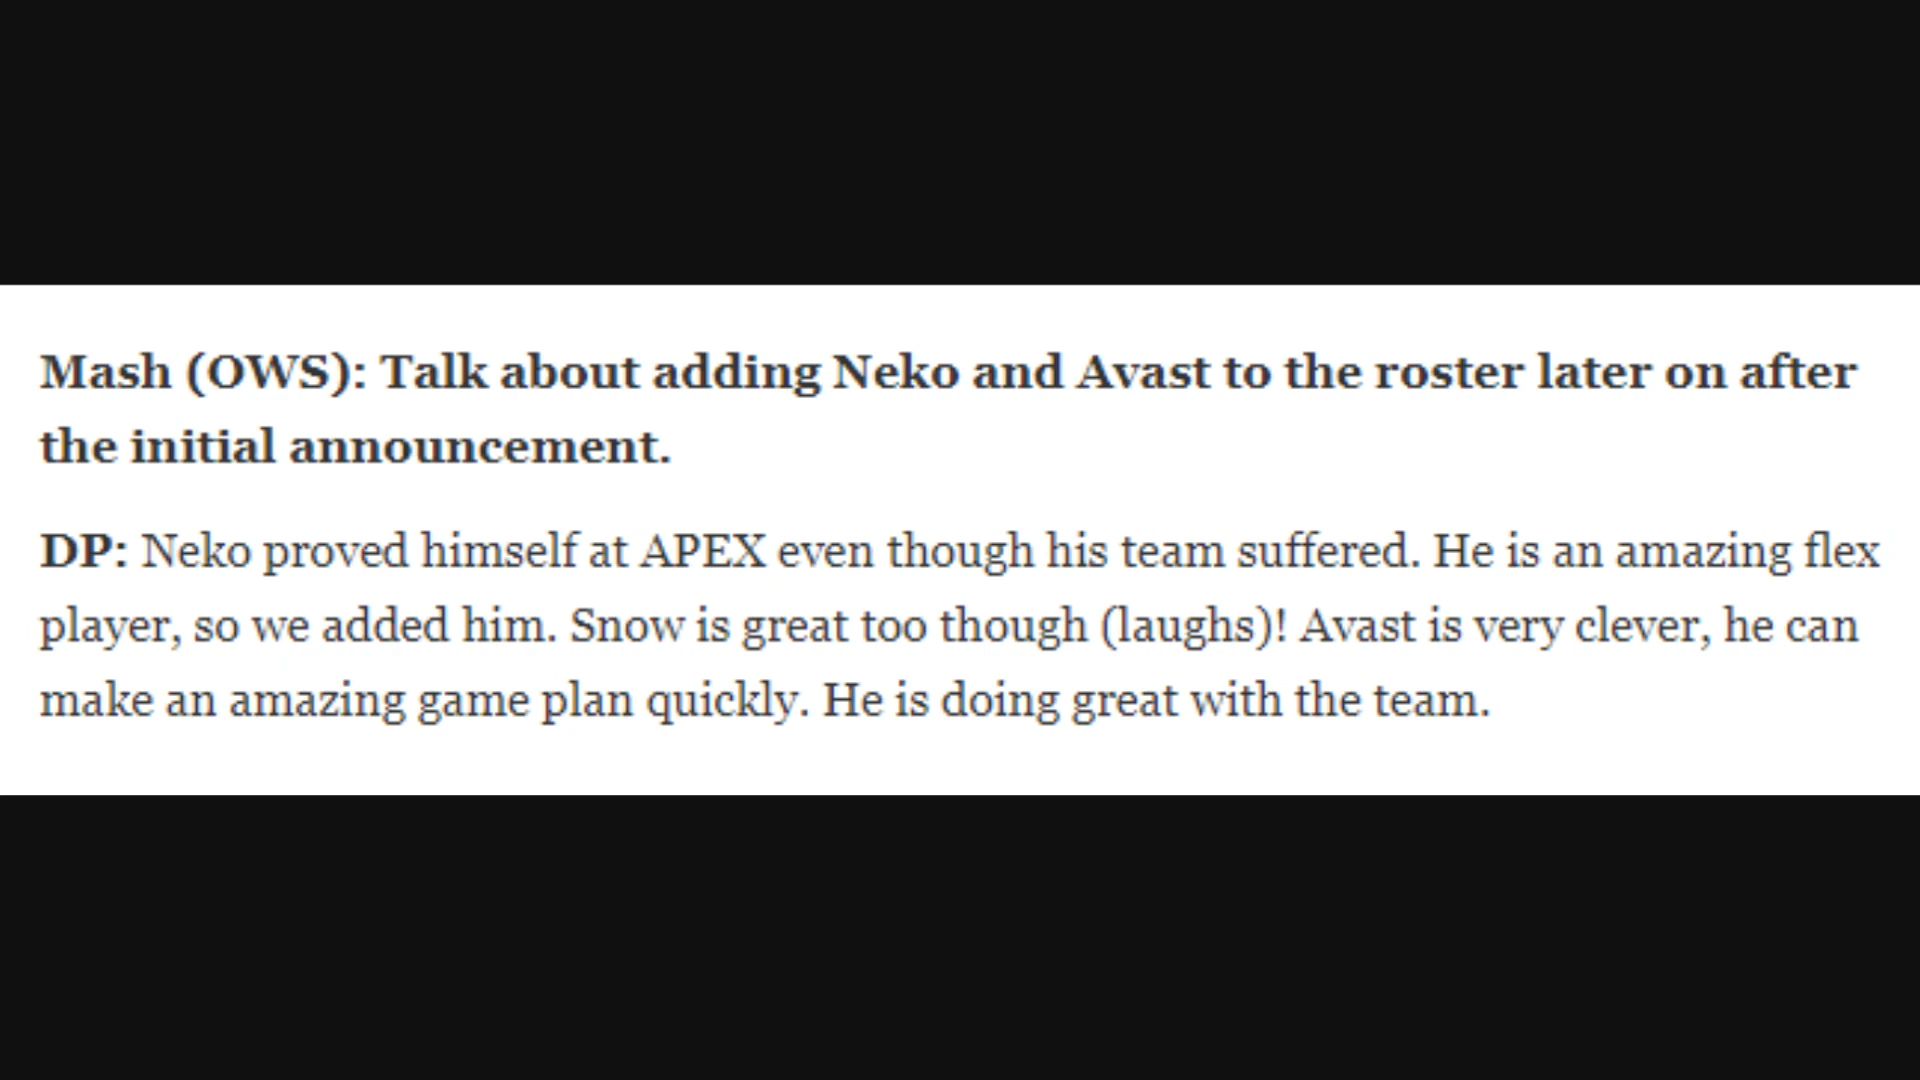 Mash (OWS): Talk about adding Neko and Avast to the roster later on after
the initial announcement.
DP: Neko proved himself at APEX even though his team suffered. He is an amazing flex
player, so we added him. Snow is great too though (laughs)! Avast is very clever, he can
make an amazing game plan quickly. He is doing great with the team.